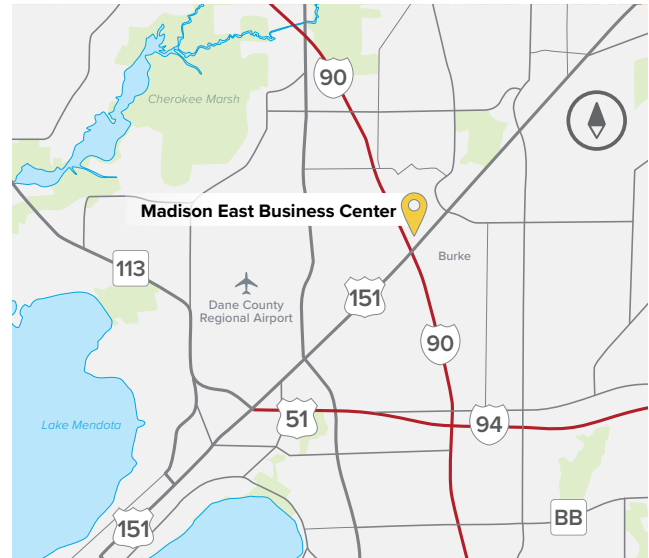 90
Cherokee Marsh
Madison East Business Center
Burke
113
Dane County
Regional Airport
151
90
51
94
Lake Mendota
151
BB